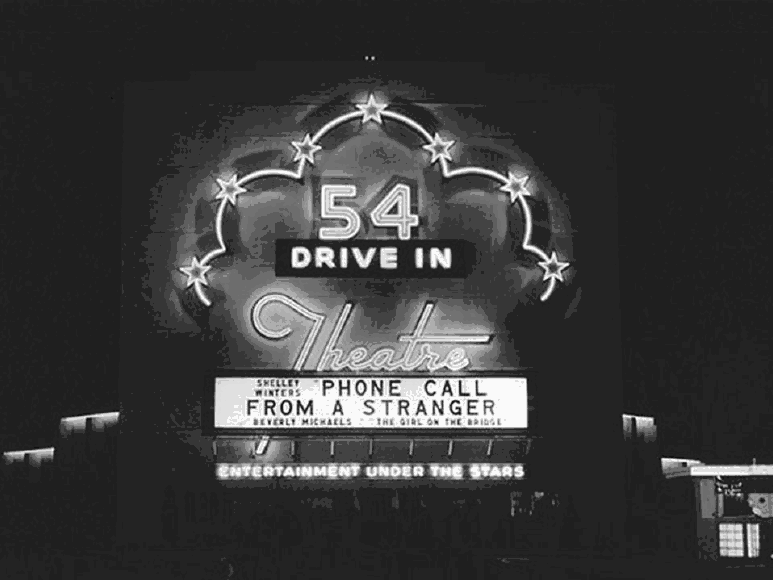 54
DRIVE IN
Theatre
SHELLEY WINTERS "PHONE CALL
FROM A STRANGER
BEVERLY MICHAELS "THE GIRL ON THE BRIDGE"
ENTERTAINMENT UNDER THE STARS